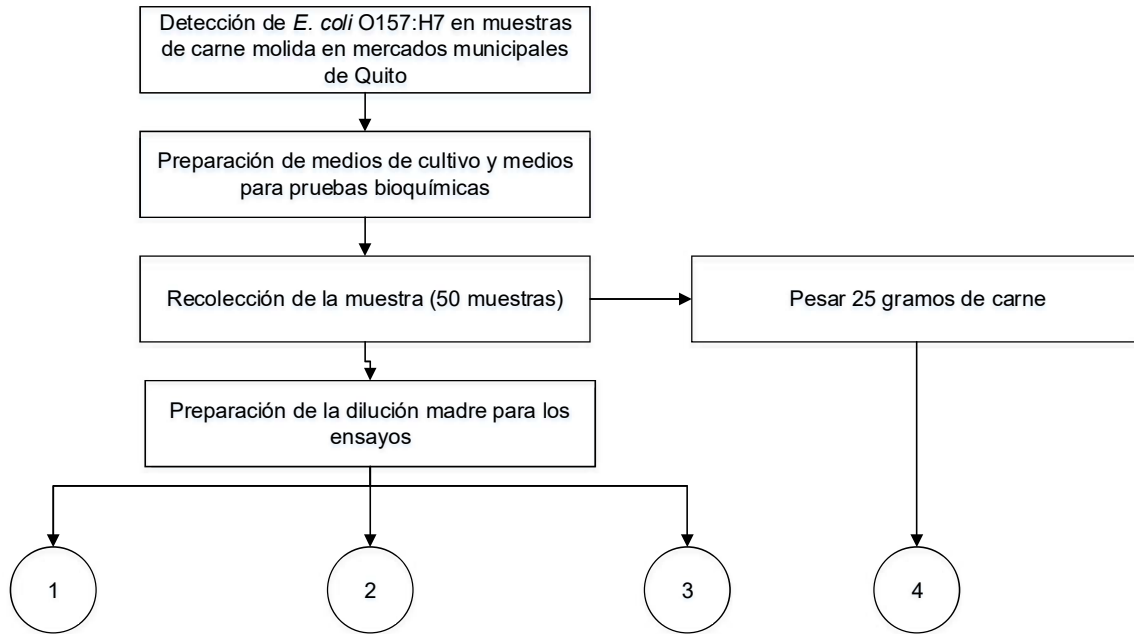 Detección de E. coli O157:H7 en muestras
de carne molida en mercados municipales
de Quito
Preparación de medios de cultivo y medios
para pruebas bioquímicas
Recolección de la muestra (50 muestras)
Pesar 25 gramos de carne
Preparación de la dilución madre para los
ensayos
1
2
3
4